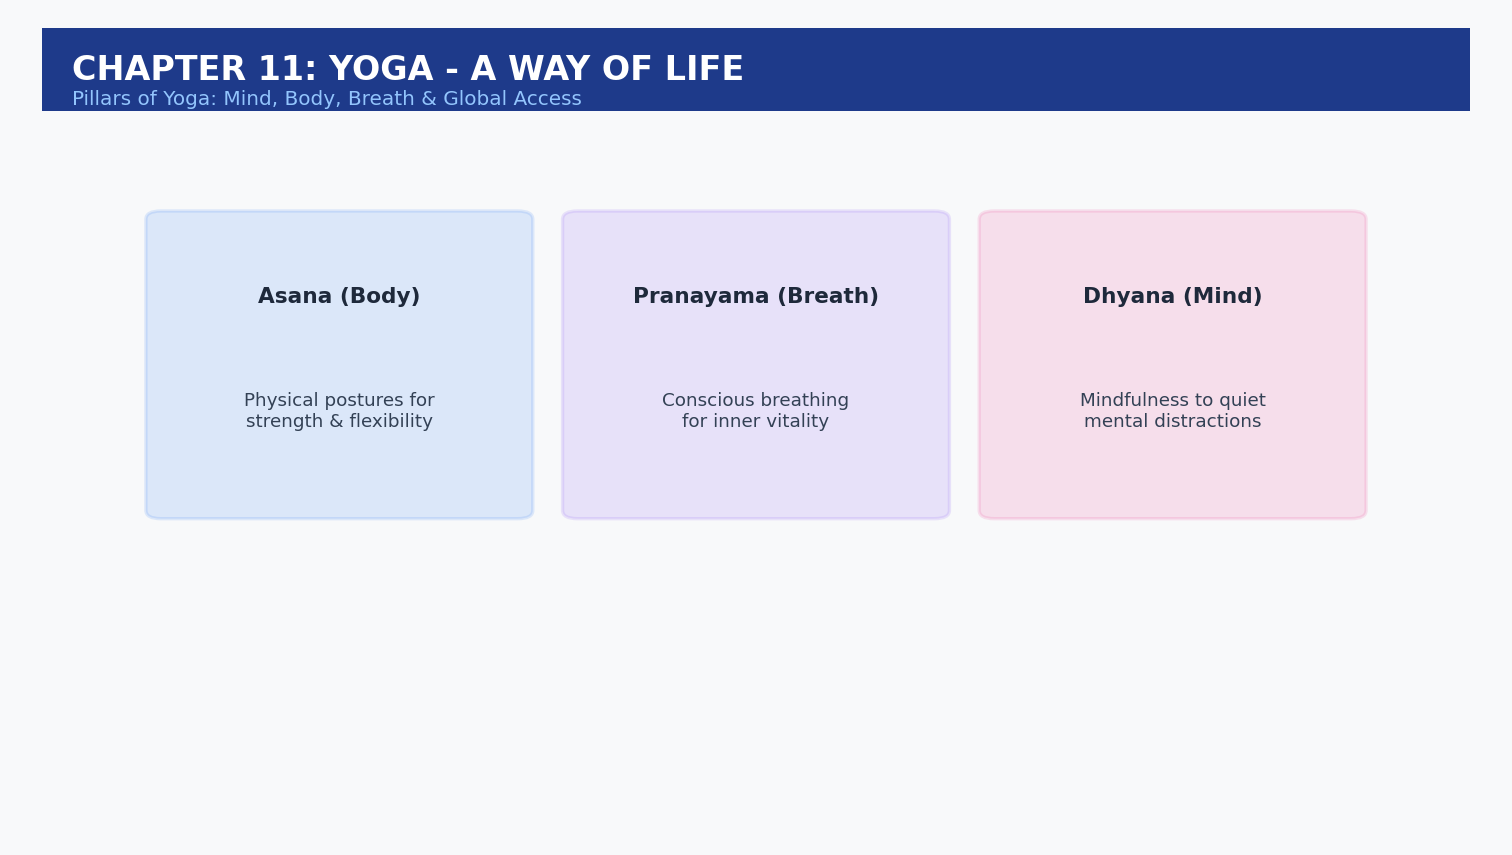 CHAPTER 11: YOGA - A WAY OF LIFE
Pillars of Yoga: Mind, Body, Breath & Global Access
Asana (Body)
Physical postures for
strength & flexibility
Pranayama (Breath)
Conscious breathing
for inner vitality
Dhyana (Mind)
Mindfulness to quiet
mental distractions